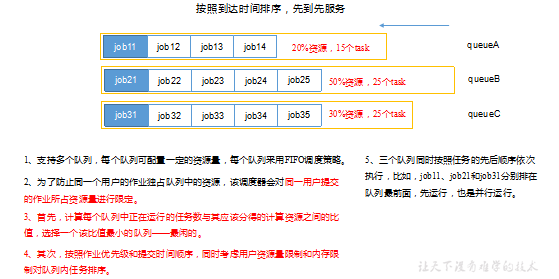 按照到达时间排序，先到先服务
job11 job12 job13 job14 20%资源，15个task queueA
job21 job22 job23 job24 job25 50%资源，25个task queueB
job31 job32 job33 job34 job35 30%资源，25个task queueC
1、支持多个队列，每个队列可配置一定的资源量，每个队列采用FIFO调度策略。
2、为了防止同一个用户的作业独占队列中的资源，该调度器会对同一用户提交
的作业所占资源量进行限定。
3、首先，计算每个队列中正在运行的任务数与其应该分得的计算资源之间的比
值，选择一个该比值最小的队列——最闲的。
4、其次，按照作业优先级和提交时间顺序，同时考虑用户资源量限制和内存限
制对队列内任务排序。
5、三个队列同时按照任务的先后顺序依次
执行，比如，job11、job21和job31分别排在
队列最前面，先运行，也是并行运行。
让天下没有难学的技术